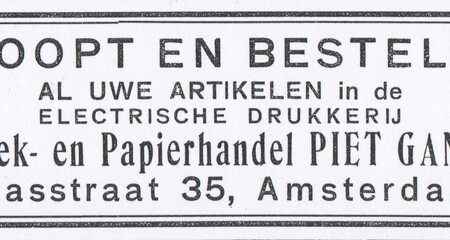 OOPT EN BESTEL
AL UWE ARTIKELEN in de
ELECTRISCHE DRUKKERIJ
ek- en Papierhandel PIET GAN
asstraat 35, Amsterda